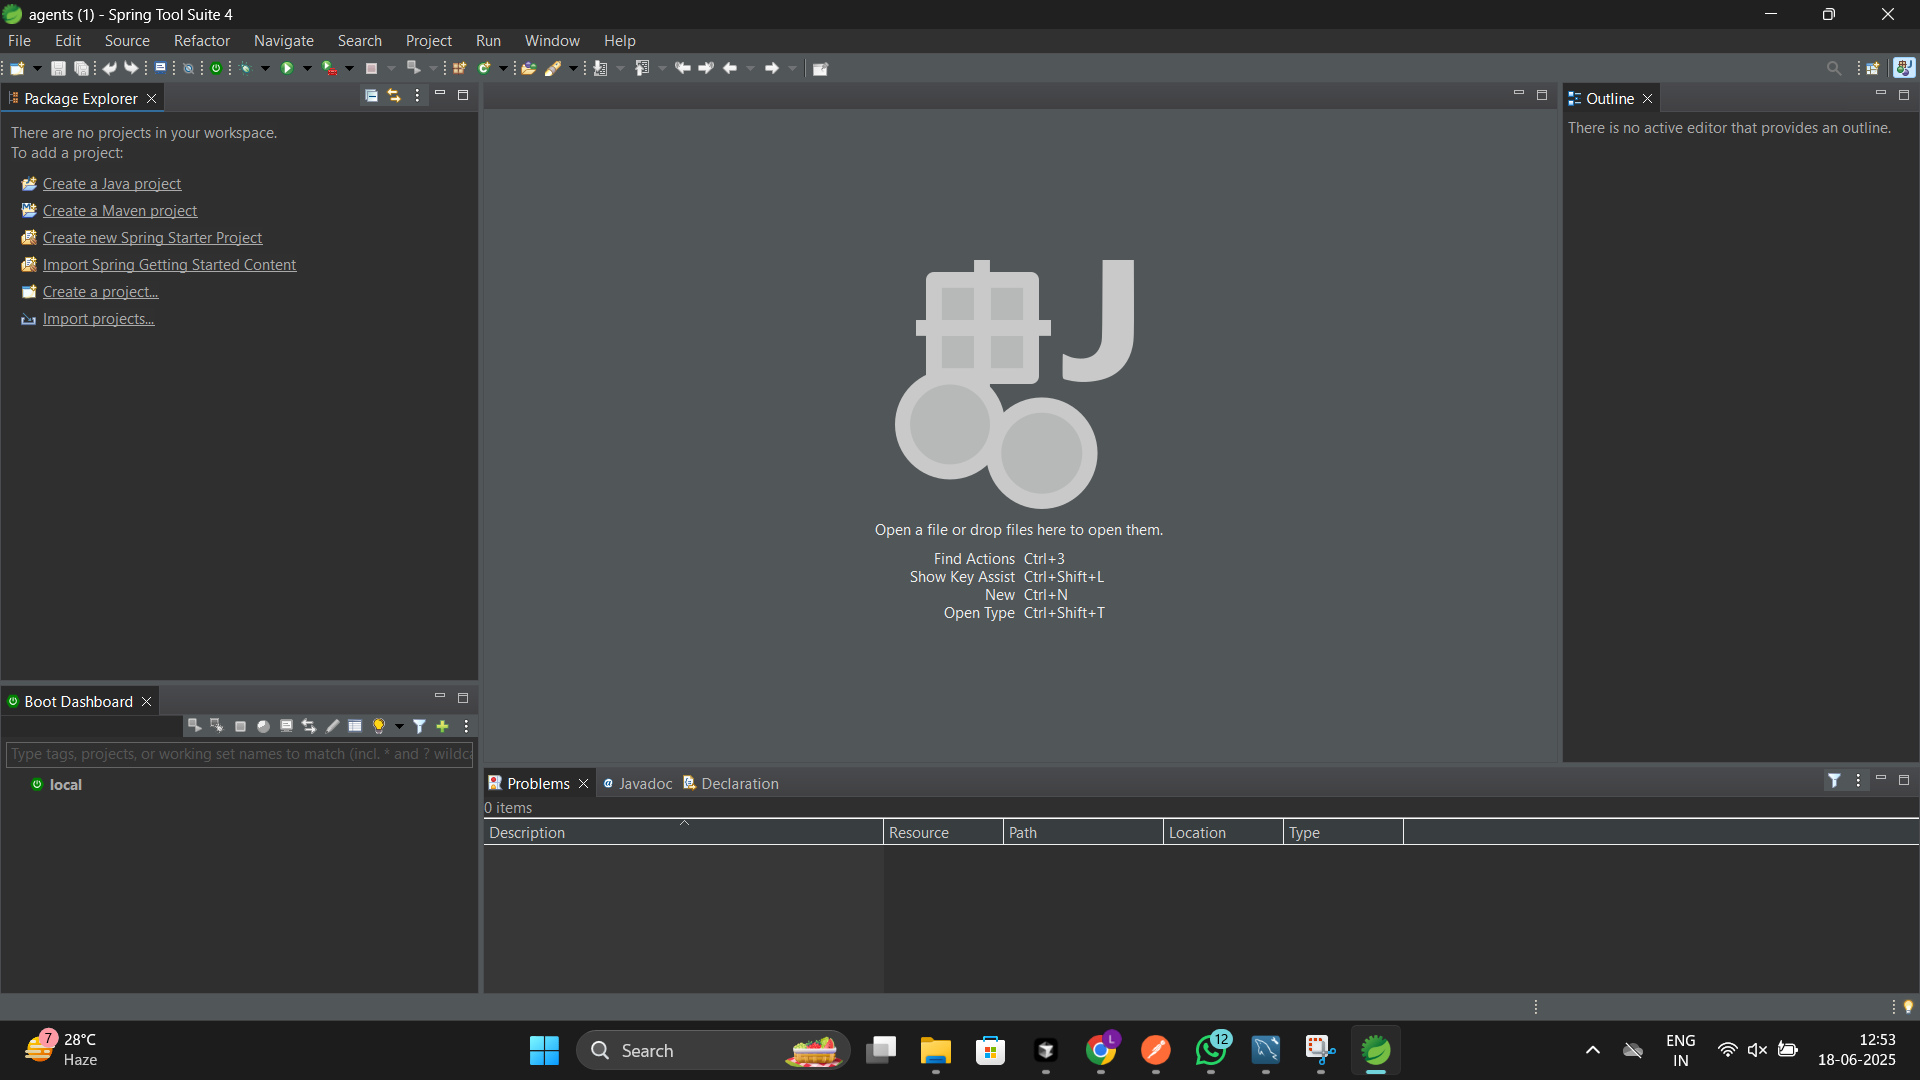 agents (1) - Spring Tool Suite 4
File Edit Source Refactor Navigate Search Project Run Window Help
Package Explorer
There are no projects in your workspace.
To add a project:
Create a Java project
Create a Maven project
Create new Spring Starter Project
Import Spring Getting Started Content
Create a project...
Import projects...
Boot Dashboard
Type tags, projects, or working set names to match (incl. * and ? wildca
local
J
Open a file or drop files here to open them.
Find Actions Ctrl+3
Show Key Assist Ctrl+Shift+L
New Ctrl+N
Open Type Ctrl+Shift+T
Outline
There is no active editor that provides an outline.
Problems Javadoc Declaration
0 items
Description Resource Path Location Type
7
28°C
Haze
Search
L
12
ENG
IN
12:53
18-06-2025